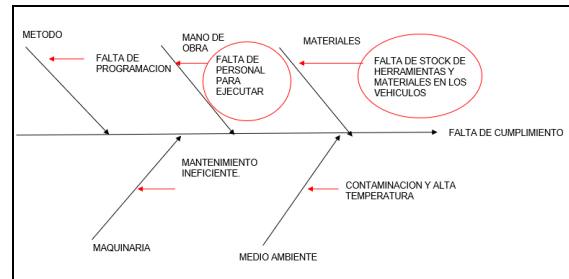 METODO
FALTA DE
PROGRAMACION
MANO DE
OBRA
FALTA DE
PERSONAL
PARA
EJECUTAR
MATERIALES
FALTA DE STOCK DE
HERRAMIENTAS Y
MATERIALES EN LOS
VEHICULOS
FALTA DE CUMPLIMIENTO
MANTENIMIENTO
INEFICIENTE.
MAQUINARIA
CONTAMINACION Y ALTA
TEMPERATURA
MEDIO AMBIENTE